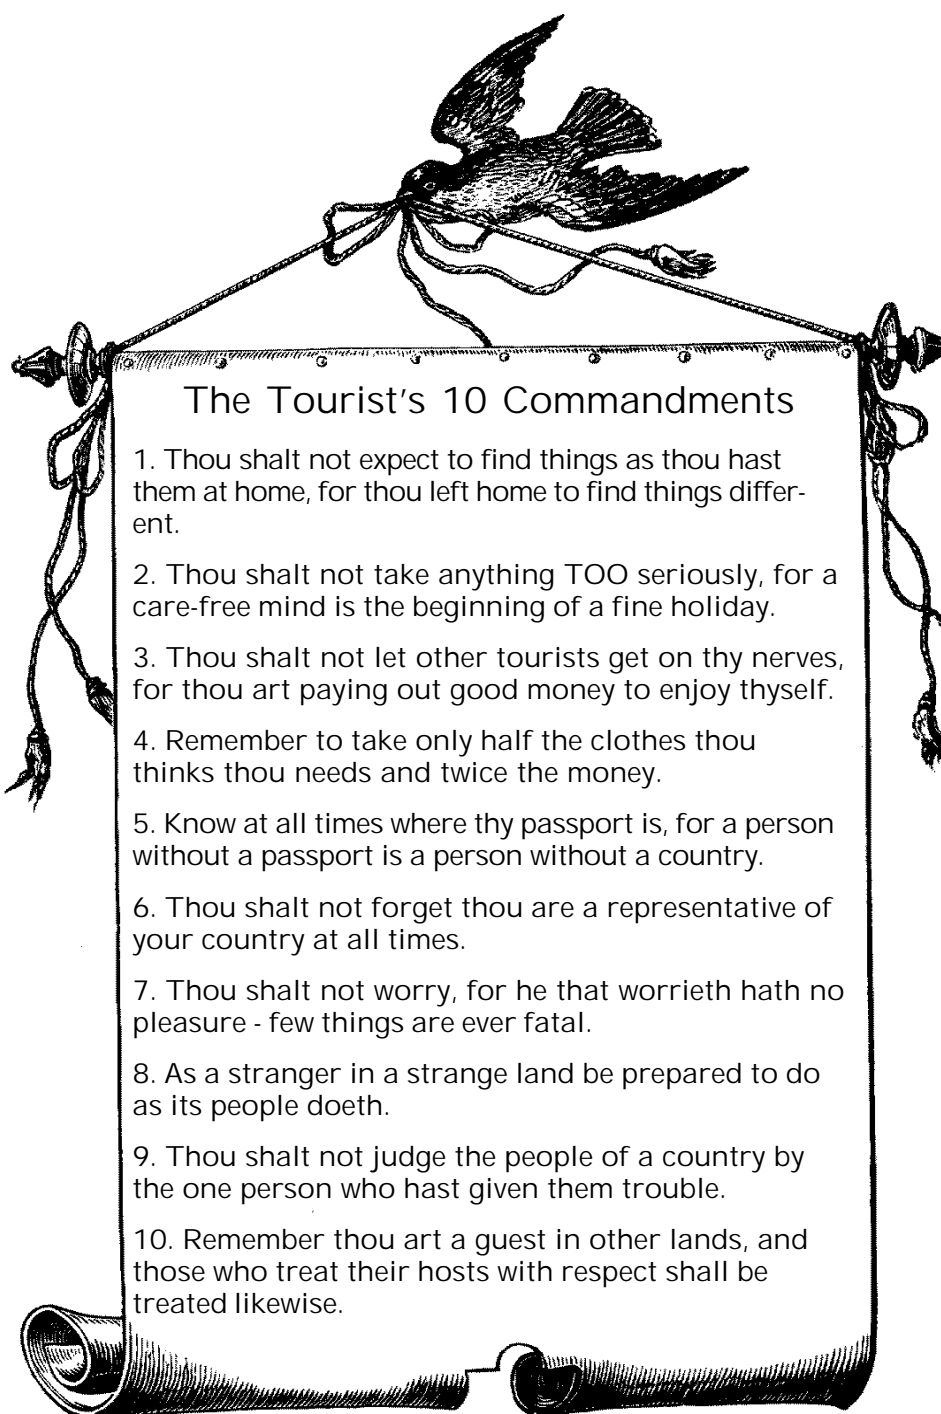 The Tourist's 10 Commandments
1. Thou shalt not expect to find things as thou hast
them at home, for thou left home to find things differ-
ent.
2. Thou shalt not take anything TOO seriously, for a
care-free mind is the beginning of a fine holiday.
3. Thou shalt not let other tourists get on thy nerves,
for thou art paying out good money to enjoy thyself.
4. Remember to take only half the clothes thou
thinks thou needs and twice the money.
5. Know at all times where thy passport is, for a person
without a passport is a person without a country.
6. Thou shalt not forget thou are a representative of
your country at all times.
7. Thou shalt not worry, for he that worrieth hath no
pleasure - few things are ever fatal.
8. As a stranger in a strange land be prepared to do
as its people doeth.
9. Thou shalt not judge the people of a country by
the one person who hast given them trouble.
10. Remember thou art a guest in other lands, and
those who treat their hosts with respect shall be
treated likewise.